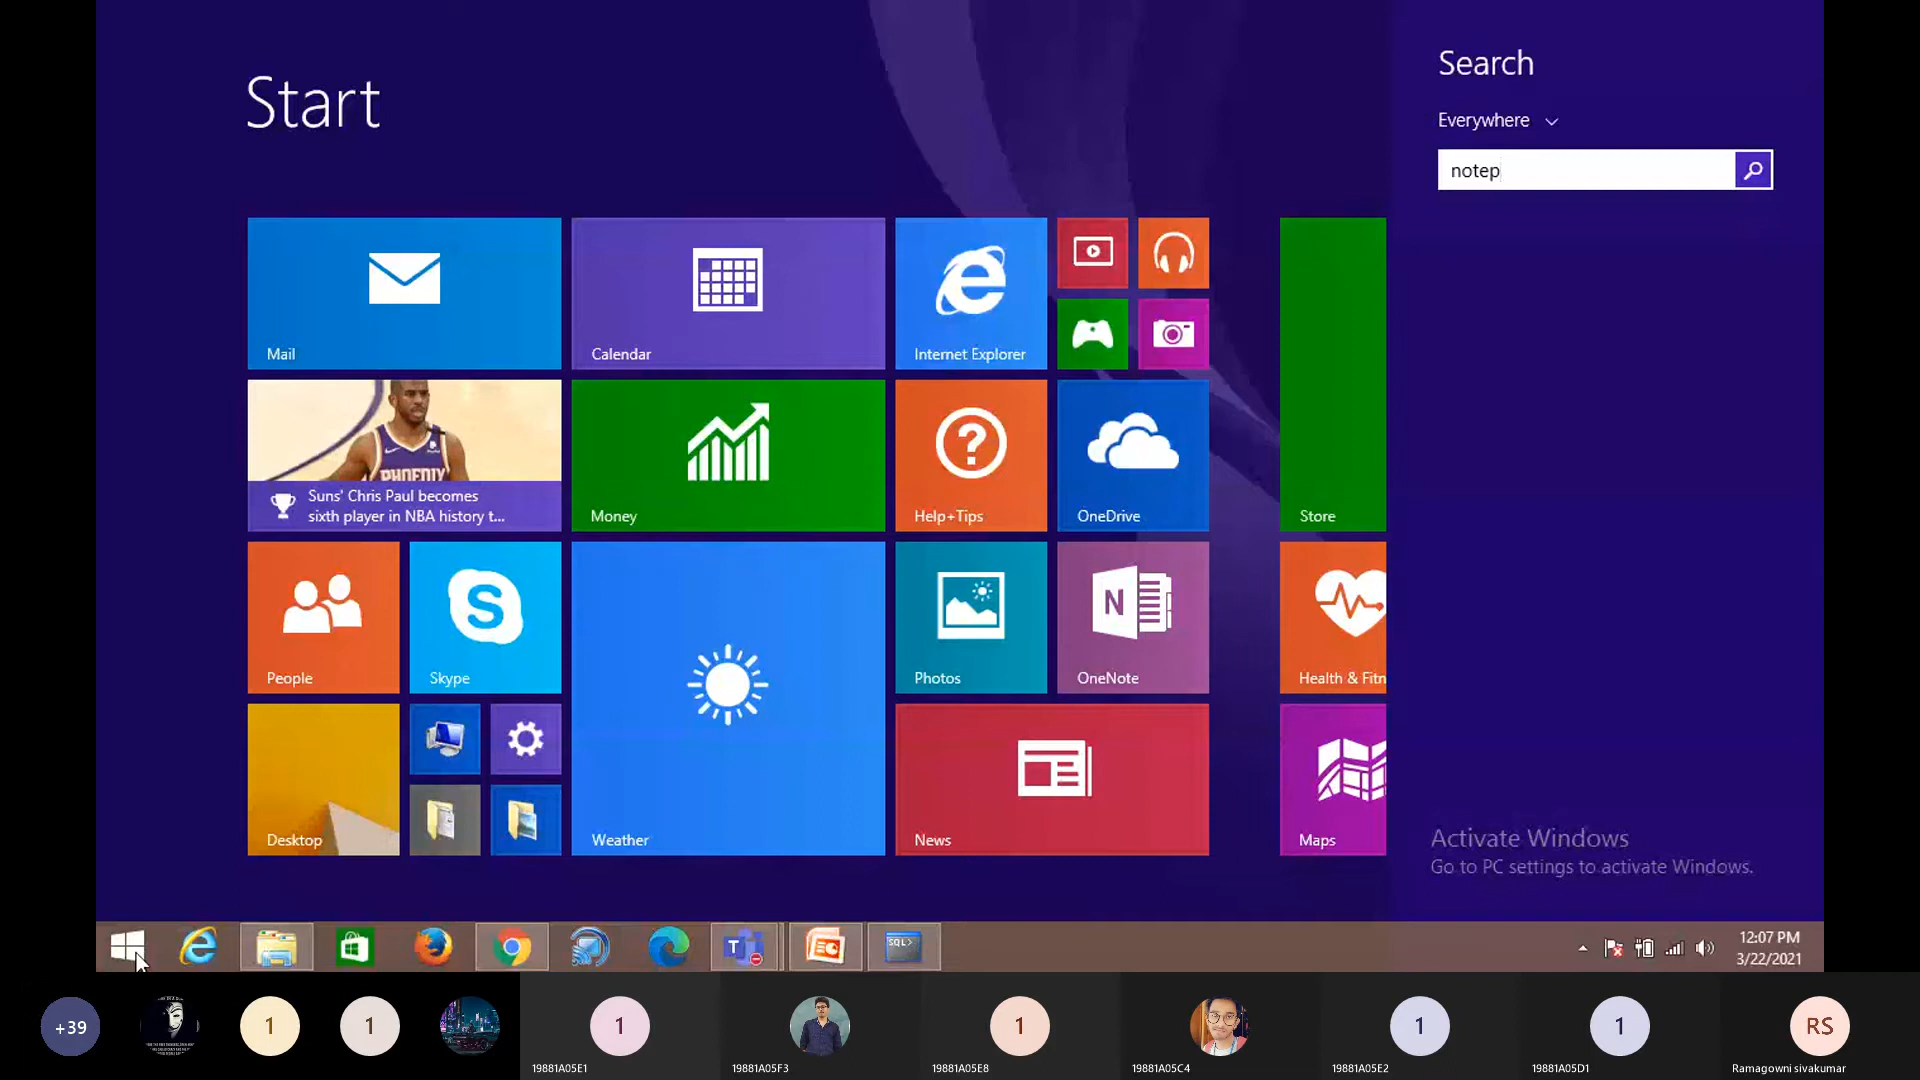 Start
Search
Everywhere
notep
Mail
Calendar
Internet Explorer
PHOENIX
Suns' Chris Paul becomes
sixth player in NBA history t...
Money
Help+Tips
OneDrive
Store
People
Skype
S
Photos
N
OneNote
Health & Fitn
Desktop
Weather
News
Maps
Activate Windows
Go to PC settings to activate Windows.
T
SQL>
12:07 PM
3/22/2021
+39
1
1
1
1
1
1
RS
19881A05E1
19881A05F3
19881A05E8
19881A05C4
19881A05E2
19881A05D1
Ramagowni sivakumar